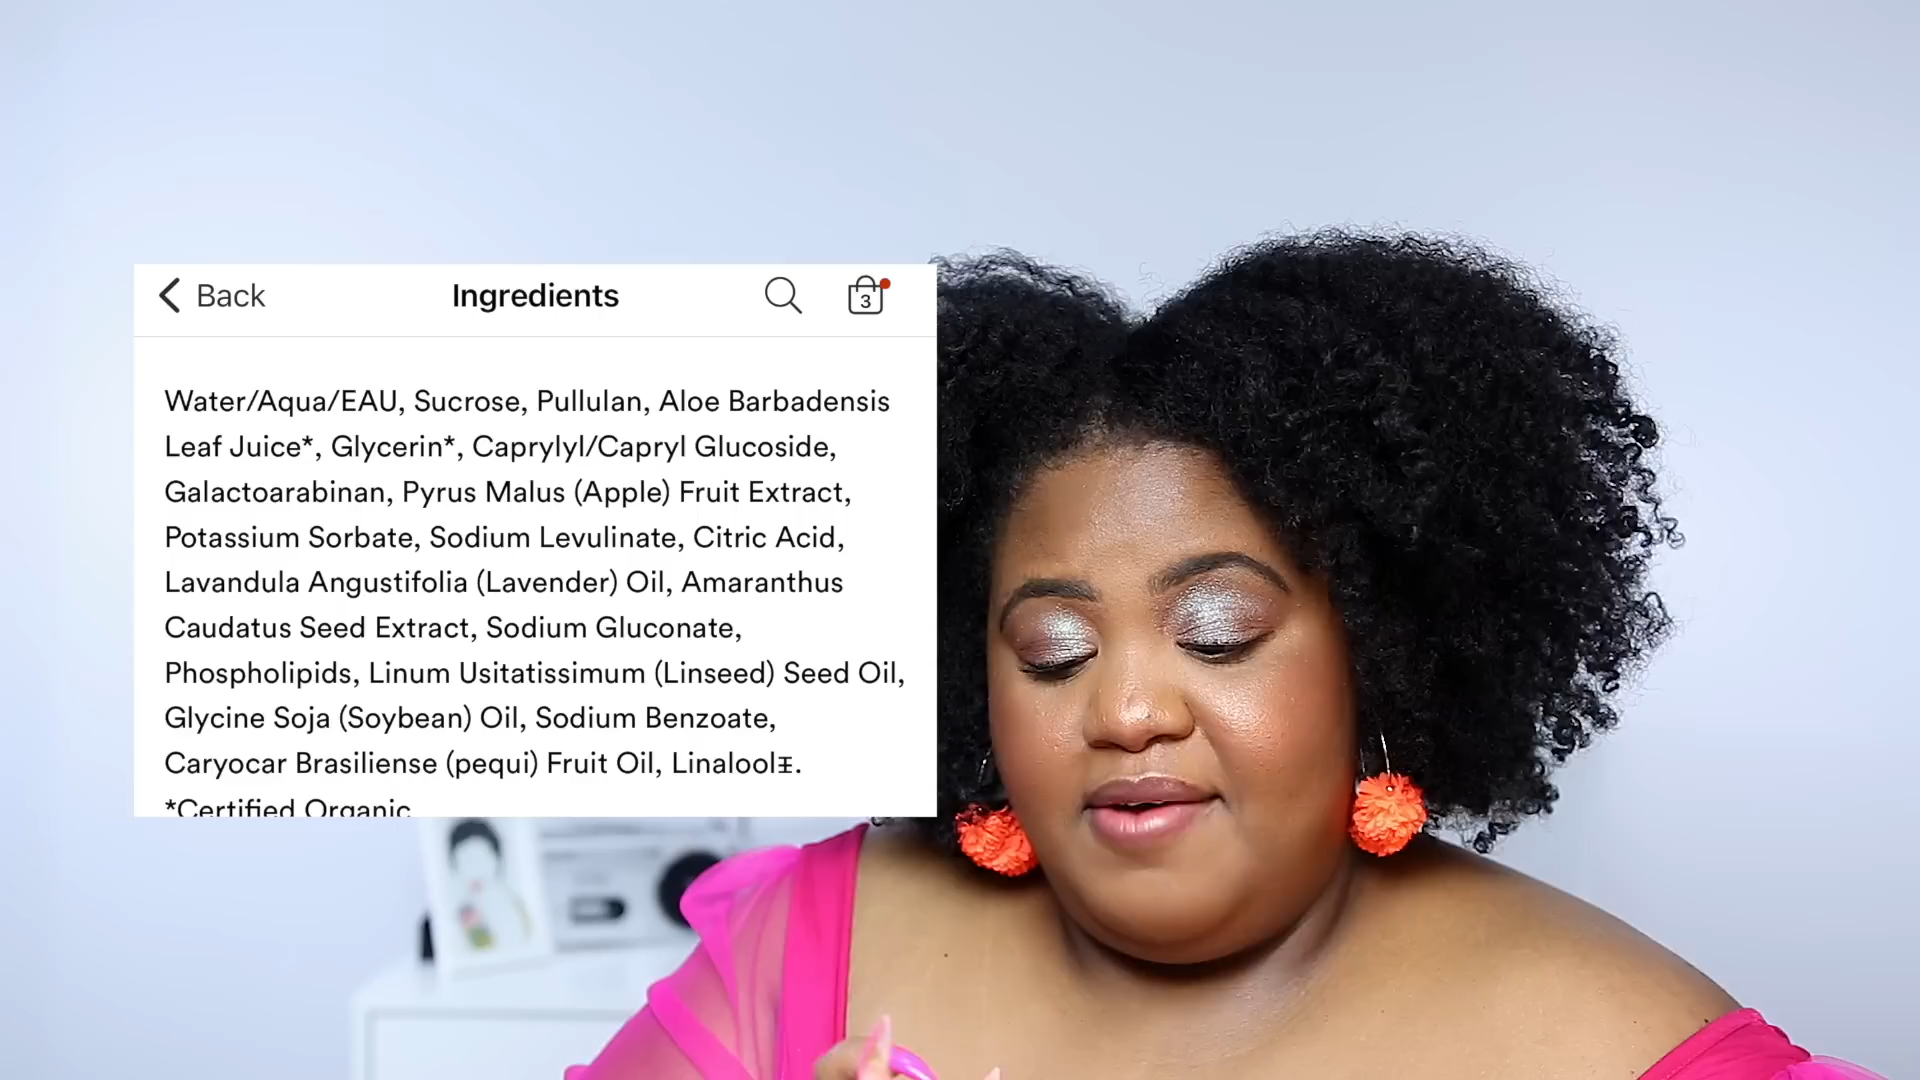 Back
Ingredients
3
Water/Aqua/EAU, Sucrose, Pullulan, Aloe Barbadensis
Leaf Juice*, Glycerin*, Caprylyl/Capryl Glucoside,
Galactoarabinan, Pyrus Malus (Apple) Fruit Extract,
Potassium Sorbate, Sodium Levulinate, Citric Acid,
Lavandula Angustifolia (Lavender) Oil, Amaranthus
Caudatus Seed Extract, Sodium Gluconate,
Phospholipids, Linum Usitatissimum (Linseed) Seed Oil,
Glycine Soja (Soybean) Oil, Sodium Benzoate,
Caryocar Brasiliense (pequi) Fruit Oil, Linaloolⵣ.
*Certified Organic